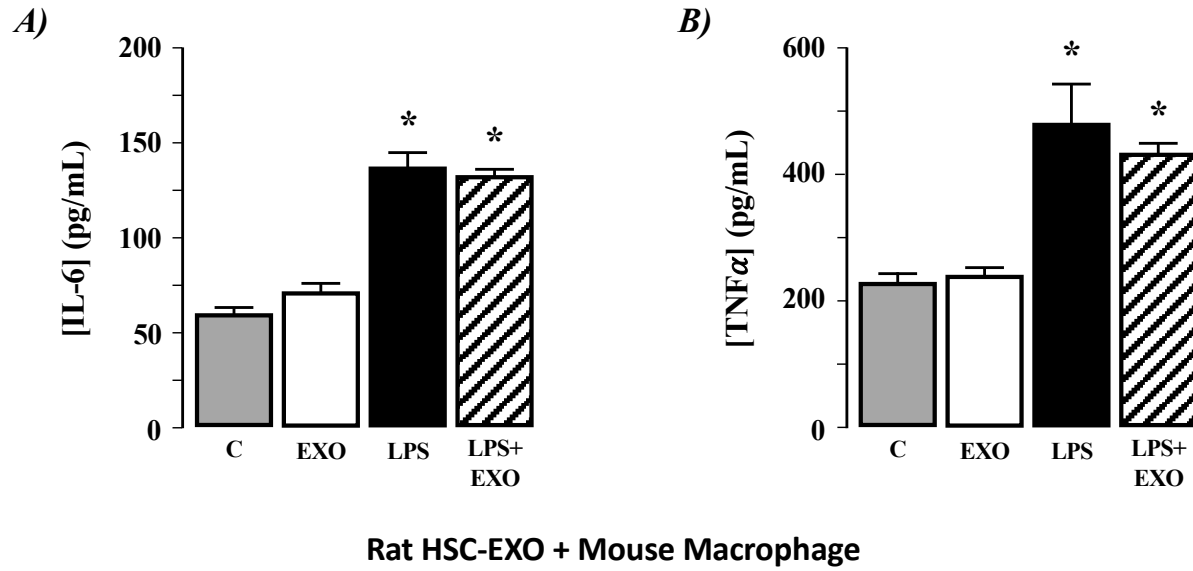 A)
[IL-6] (pg/mL)
200
150
100
50
0
*
*
C
EXO
LPS
LPS+
EXO
B)
[TNFα] (pg/mL)
600
400
200
0
*
*
C
EXO
LPS
LPS+
EXO
Rat HSC-EXO + Mouse Macrophage